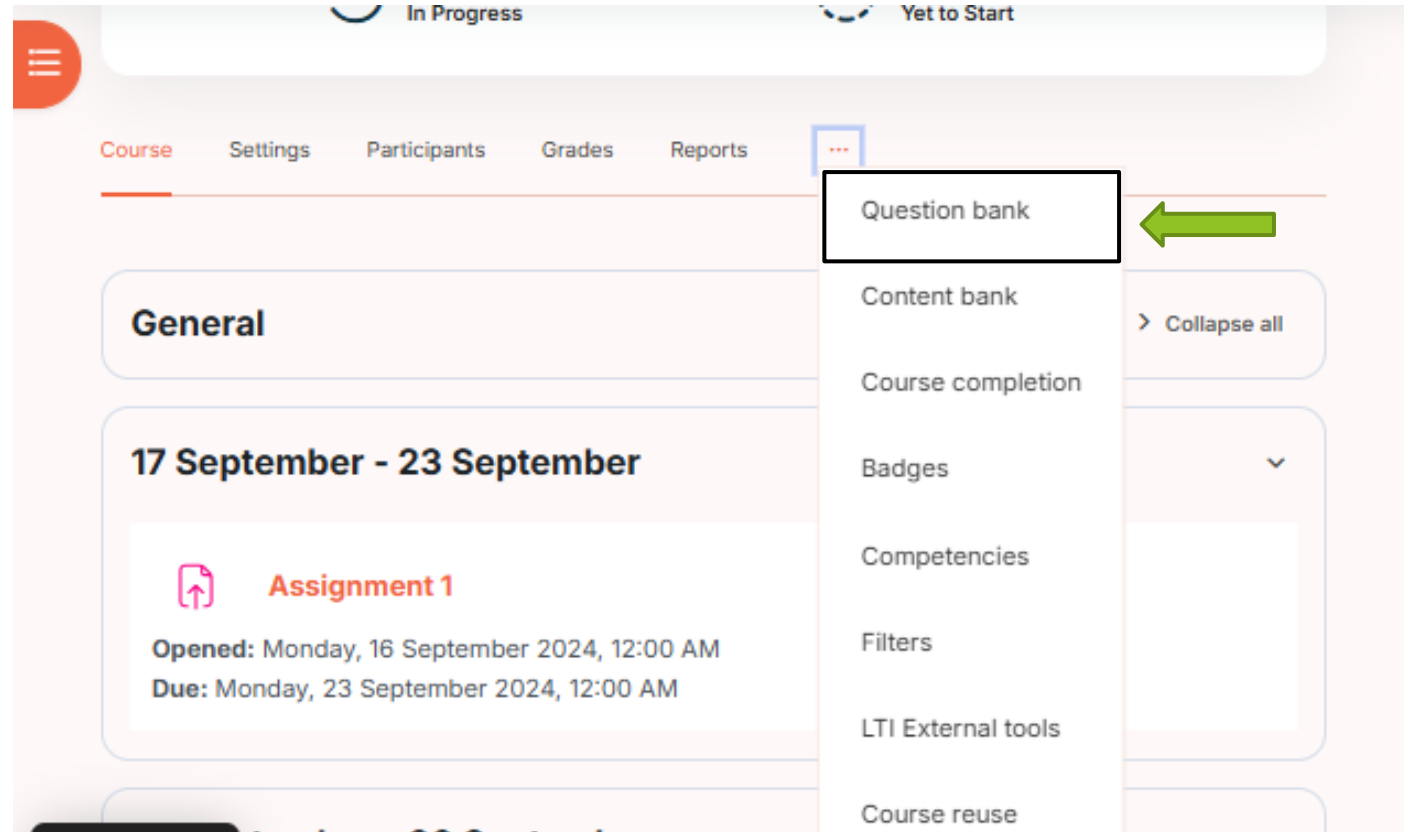 In Progress
Yet to Start
Course Settings Participants Grades Reports ...
Question bank
Content bank
Course completion
Badges
Competencies
Filters
LTI External tools
Course reuse
General
Collapse all
17 September - 23 September
Assignment 1
Opened: Monday, 16 September 2024, 12:00 AM
Due: Monday, 23 September 2024, 12:00 AM